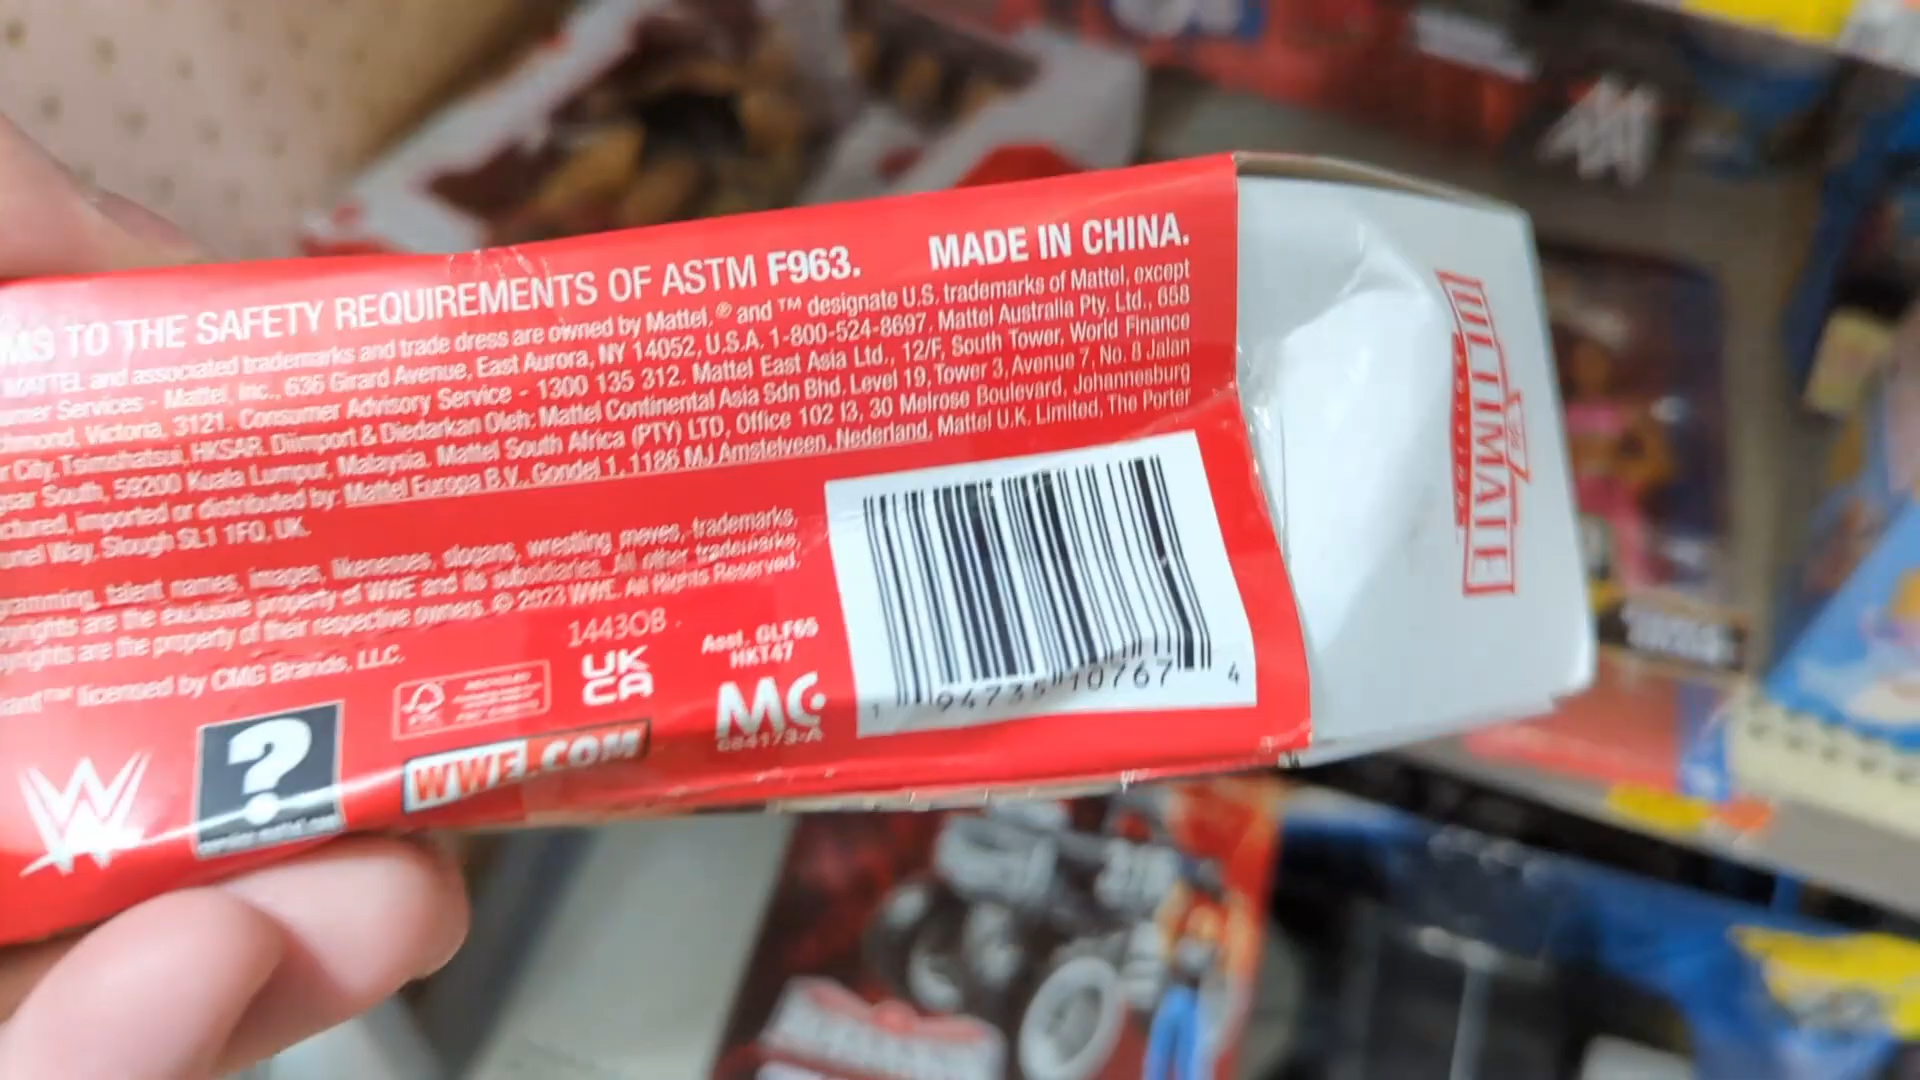 MS TO THE SAFETY REQUIREMENTS OF ASTM F963. MADE IN CHINA.
MATTEL and associated trademarks and trade dress are owned by Mattel, ® and ™ designate U.S. trademarks of Mattel, except
umer Services - Mattel, Inc., 636 Girard Avenue, East Aurora, NY 14052, U.S.A. 1-800-524-8697. Mattel Australia Pty. Ltd., 658
chmond, Victoria, 3121. Consumer Advisory Service - 1300 135 312. Mattel East Asia Ltd., 12/F, South Tower, World Finance
r City, Tsimshatsui, HKSAR. Diimport & Diedarkan Oleh: Mattel Continental Asia Sdn Bhd. Level 19, Tower 3, Avenue 7, No. 8 Jalan
gsar South, 59200 Kuala Lumpur, Malaysia. Mattel South Africa (PTY) LTD, Office 102 I3, 30 Melrose Boulevard, Johannesburg
ctured, imported or distributed by: Mattel Europa B.V., Gondel 1, 1186 MJ Amstelveen, Nederland. Mattel U.K. Limited, The Porter
unel Way, Slough SL1 1FQ, UK.
gramming, talent names, images, likenesses, slogans, wrestling moves, trademarks,
pyrights are the exclusive property of WWE and its subsidiaries. All other trademarks,
pyrights are the property of their respective owners. © 2023 WWE. All Rights Reserved.
iant™ licensed by CMG Brands, LLC.
1443OB
UK
CA
Asst. GLF65
HKT47
MC
W
?
FSC
WWE.COM
1 94735 10767 4
ULTIMATE
EDITION